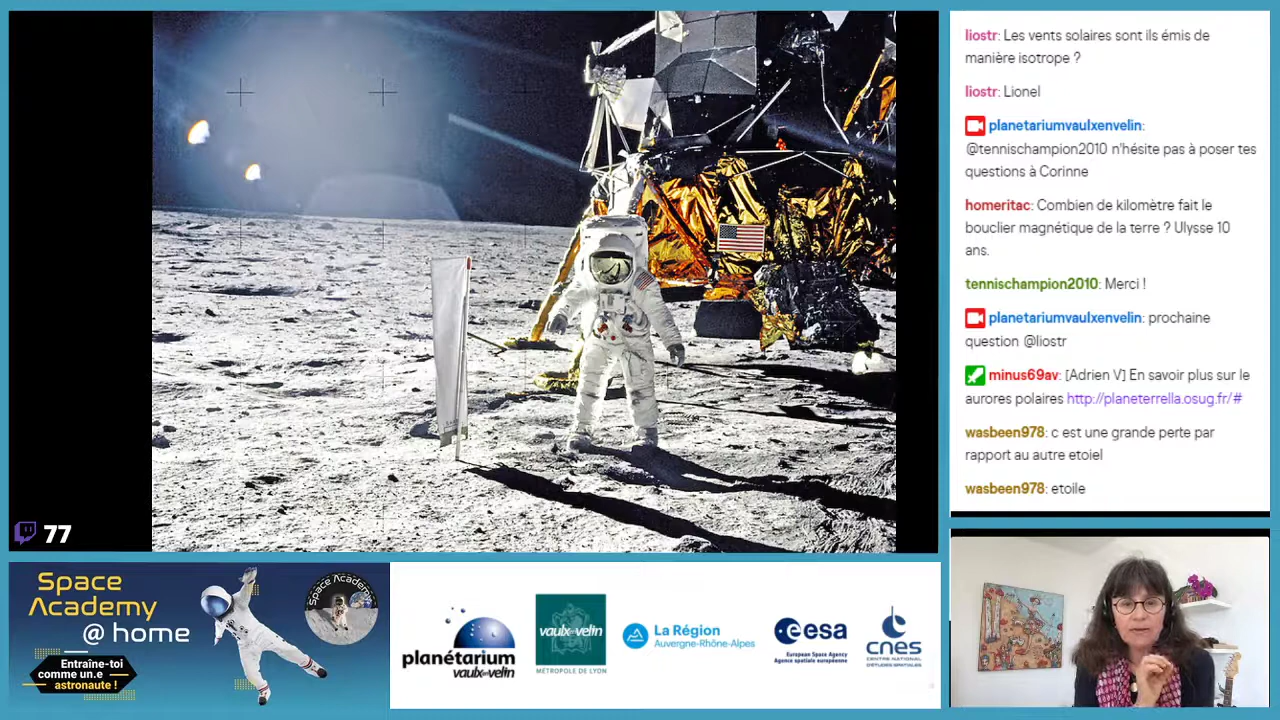 liostr: Les vents solaires sont ils émis de
manière isotrope ?
liostr: Lionel
planetariumvaulxenvelin:
@tennischampion2010 n'hésite pas à poser tes
questions à Corinne
homeritac: Combien de kilomètre fait le
bouclier magnétique de la terre ? Ulysse 10
ans.
tennischampion2010: Merci !
planetariumvaulxenvelin: prochaine
question @liostr
minus69av: [Adrien V] En savoir plus sur le
aurores polaires http://planeterrella.osug.fr/#
wasbeen978: c est une grande perte par
rapport au autre etoiel
wasbeen978: etoile
77
Space
Academy
@ home
Entraîne-toi
comme un.e
astronaute !
Space Academy
planétarium
vaulx en velin
vaulx-en-velin
MÉTROPOLE DE LYON
La Région
Auvergne-Rhône-Alpes
esa
European Space Agency
Agence spatiale européenne
cnes
CENTRE NATIONAL
D'ÉTUDES SPATIALES